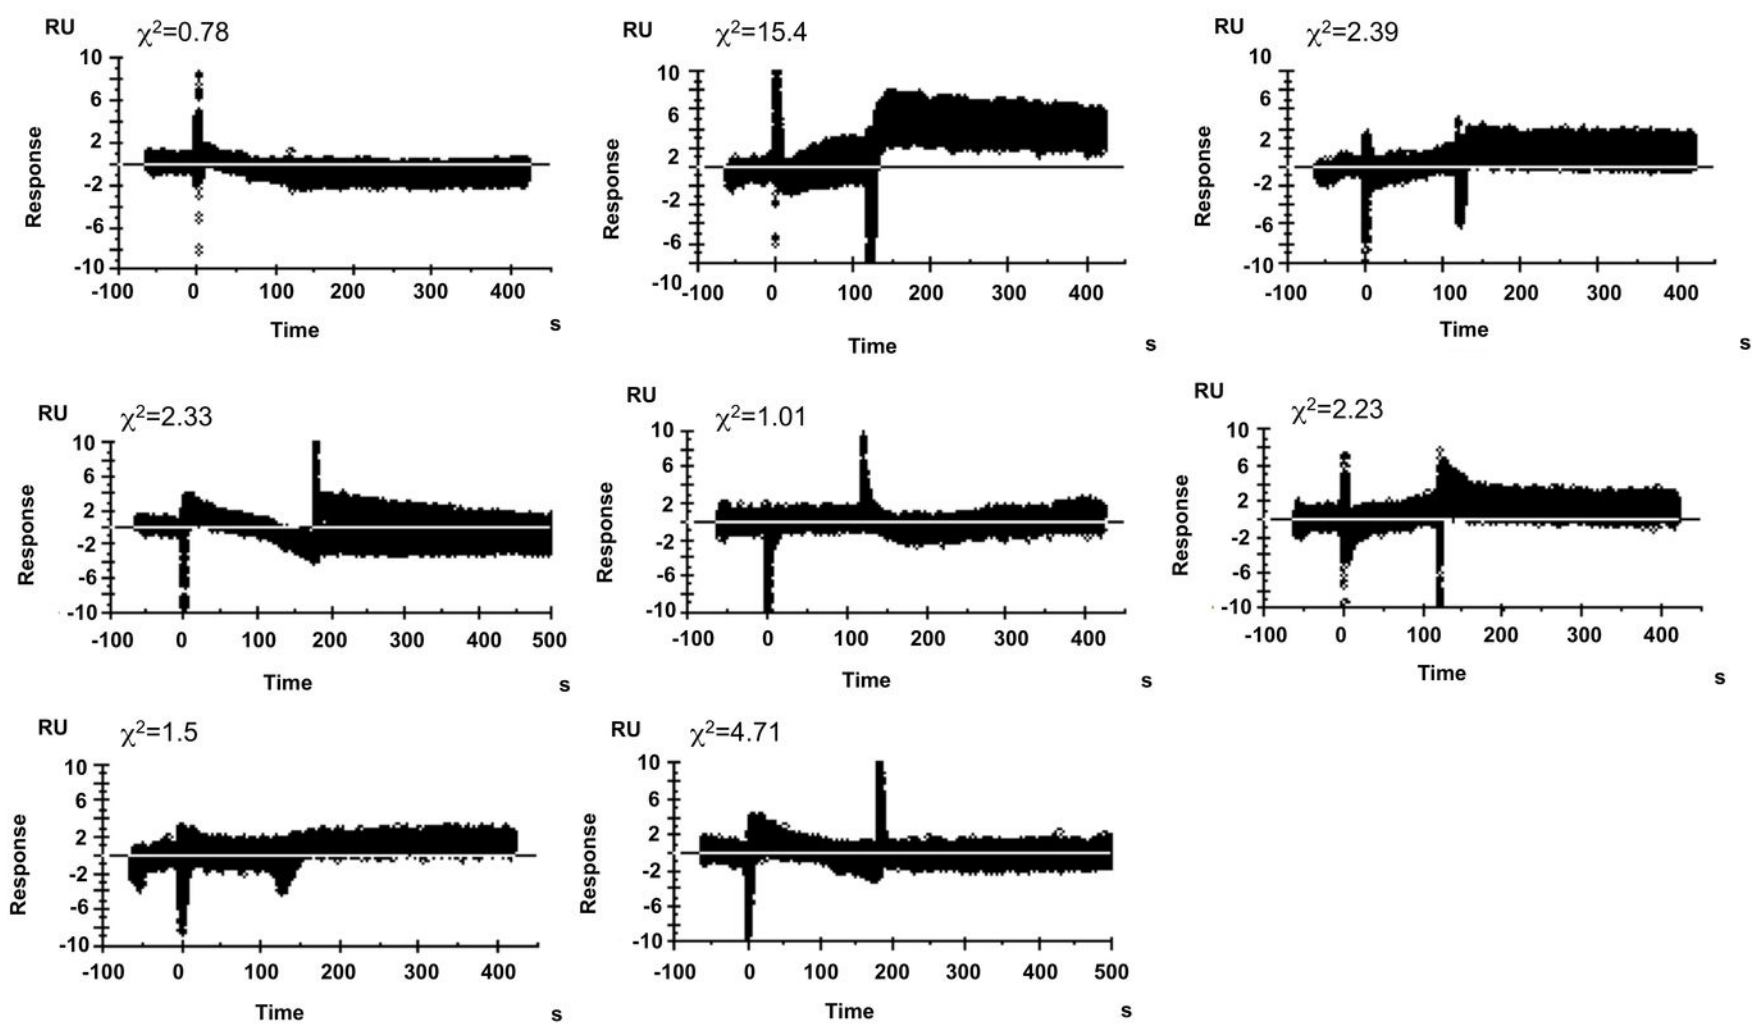 RU
χ²=0.78
10
6
2
-2
-6
-10
Response
-100 0 100 200 300 400
Time
s
RU
χ²=15.4
10
6
2
-2
-6
-10
Response
-100 0 100 200 300 400
Time
s
RU
χ²=2.39
10
6
2
-2
-6
-10
Response
-100 0 100 200 300 400
Time
s
RU
χ²=2.33
10
6
2
-2
-6
-10
Response
-100 0 100 200 300 400 500
Time
s
RU
χ²=1.01
10
6
2
-2
-6
-10
Response
-100 0 100 200 300 400
Time
s
RU
χ²=2.23
10
6
2
-2
-6
-10
Response
-100 0 100 200 300 400
Time
s
RU
χ²=1.5
10
6
2
-2
-6
-10
Response
-100 0 100 200 300 400
Time
s
RU
χ²=4.71
10
6
2
-2
-6
-10
Response
-100 0 100 200 300 400 500
Time
s